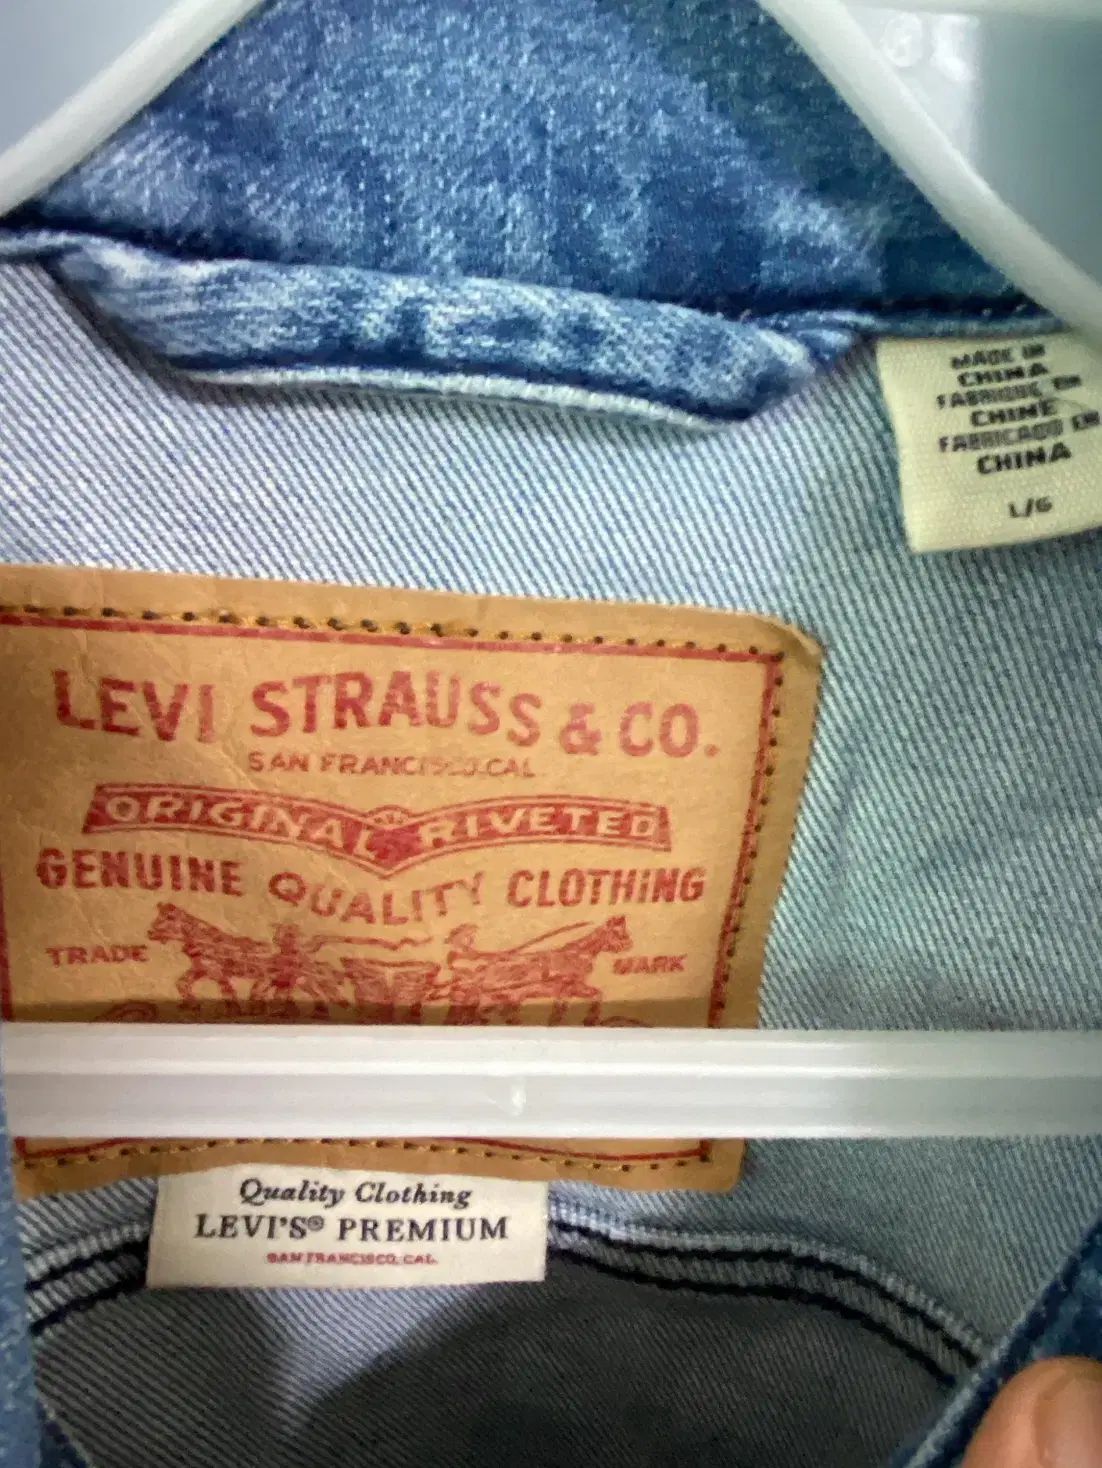 MADE IN
CHINA
FABRIQUE EN
CHINE
FABRICADO EN
CHINA
L/G
LEVI STRAUSS & CO.
SAN FRANCISCO.CAL
ORIGINAL RIVETED
GENUINE QUALITY CLOTHING
TRADE MARK
Quality Clothing
LEVI'S® PREMIUM
SAN FRANCISCO, CAL.